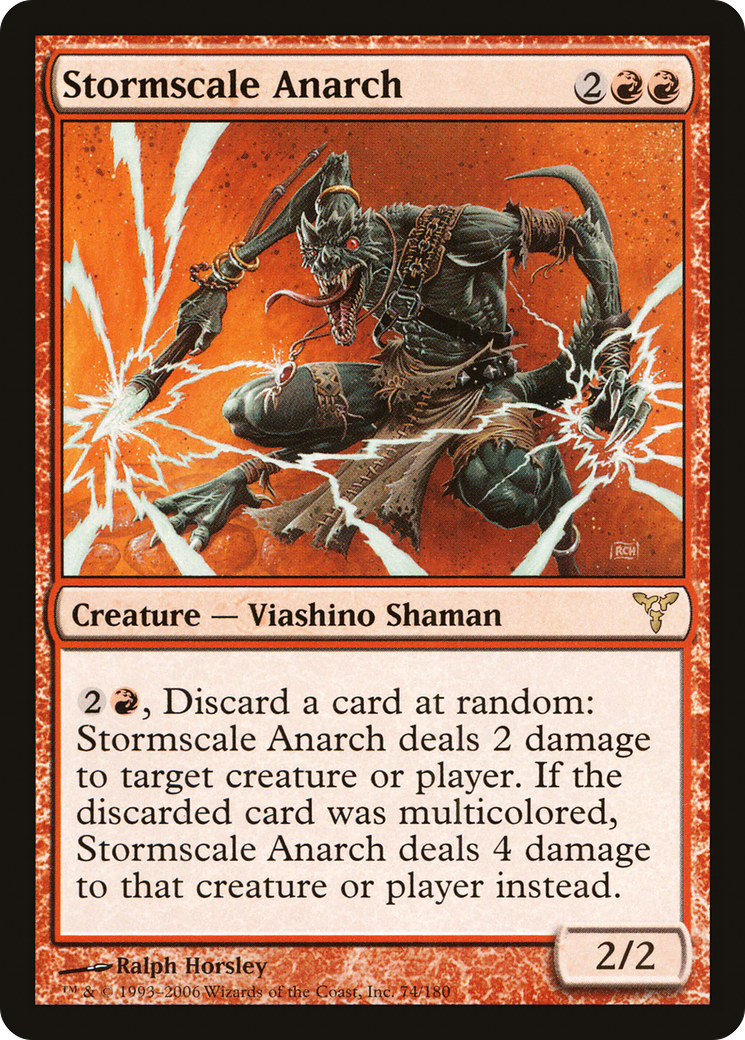 Stormscale Anarch 2
RCH
Creature — Viashino Shaman
2 , Discard a card at random:
Stormscale Anarch deals 2 damage
to target creature or player. If the
discarded card was multicolored,
Stormscale Anarch deals 4 damage
to that creature or player instead.
2/2
Ralph Horsley
™ & © 1993–2006 Wizards of the Coast, Inc. 74/180